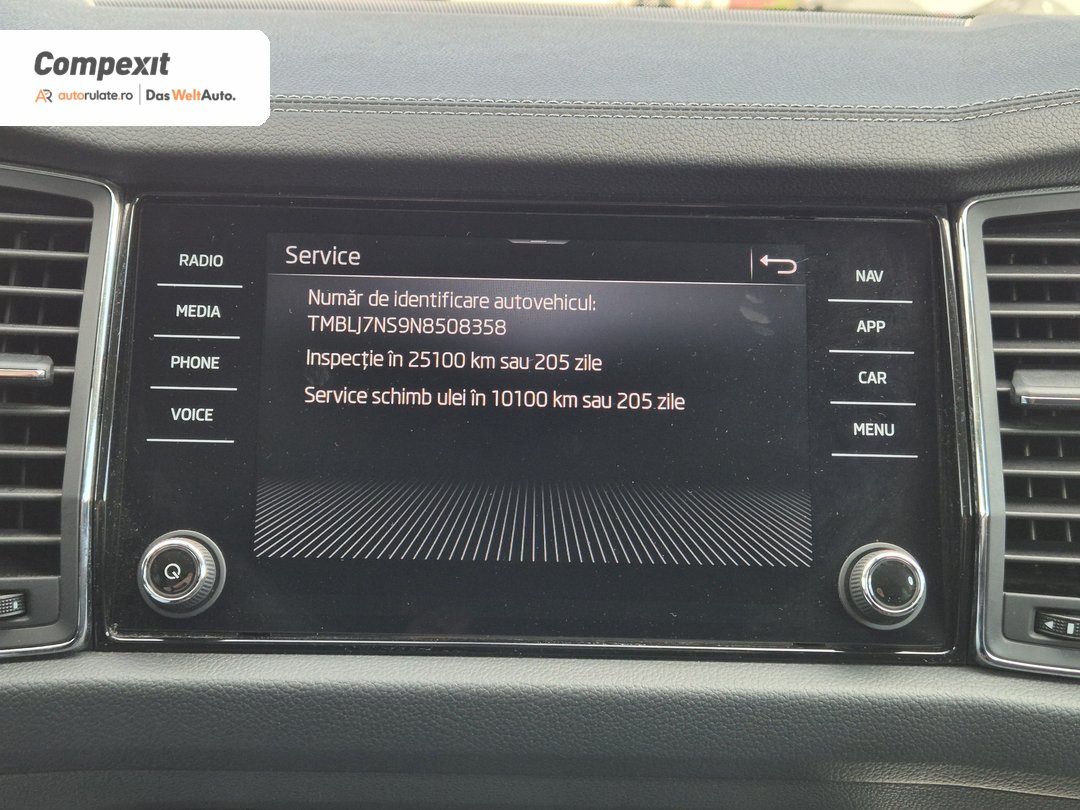 Compexit
AR autorulate.ro | DasWeltAuto.
RADIO
MEDIA
PHONE
VOICE
Service
Număr de identificare autovehicul:
TMBLJ7NS9N8508358
Inspecție în 25100 km sau 205 zile
Service schimb ulei în 10100 km sau 205 zile
NAV
APP
CAR
MENU